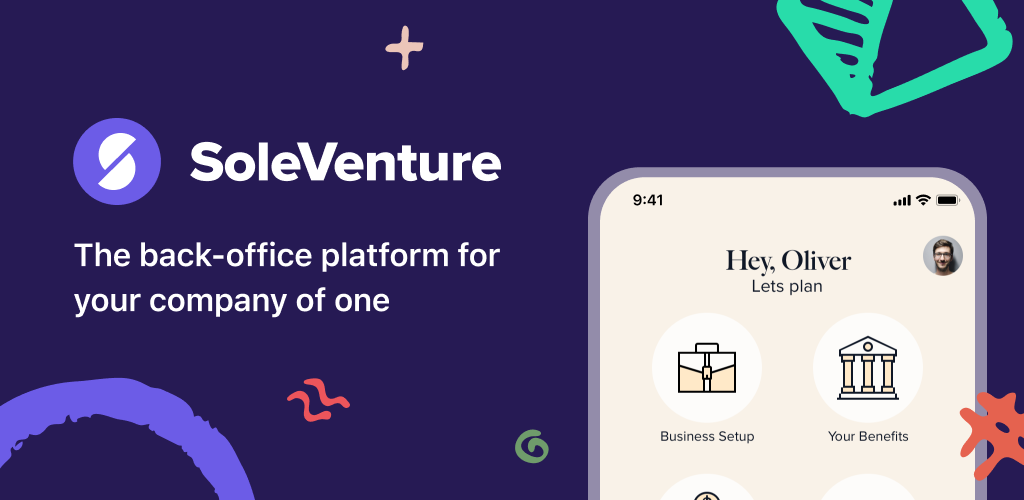 SoleVenture
The back-office platform for
your company of one
9:41
Hey, Oliver
Lets plan
Business Setup
Your Benefits